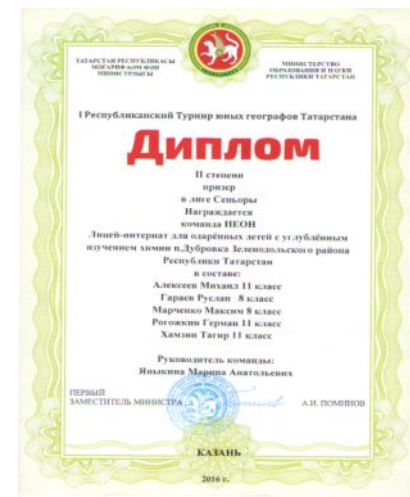 ТАТАРСТАН РЕСПУБЛИКАСЫ
МӘГАРИФ ҺӘМ ФӘН
МИНИСТРЛЫГЫ
МИНИСТЕРСТВО
ОБРАЗОВАНИЯ И НАУКИ
РЕСПУБЛИКИ ТАТАРСТАН
I Республиканский Турнир юных географов Татарстана
Диплом
II степени
призер
в лиге Сеньоры
Награждается
команда НЕОН
Лицей-интернат для одарённых детей с углублённым
изучением химии п.Дубровка Зеленодольского района
Республики Татарстан
в составе:
Алексеев Михаил 11 класс
Гараев Руслан 8 класс
Марченко Максим 8 класс
Рогожкин Герман 11 класс
Хамзин Тагир 11 класс
Руководитель команды:
Яныкина Марина Анатольевна
ПЕРВЫЙ
ЗАМЕСТИТЕЛЬ МИНИСТРА
А.И. ПОМИНОВ
КАЗАНЬ
2016 г.